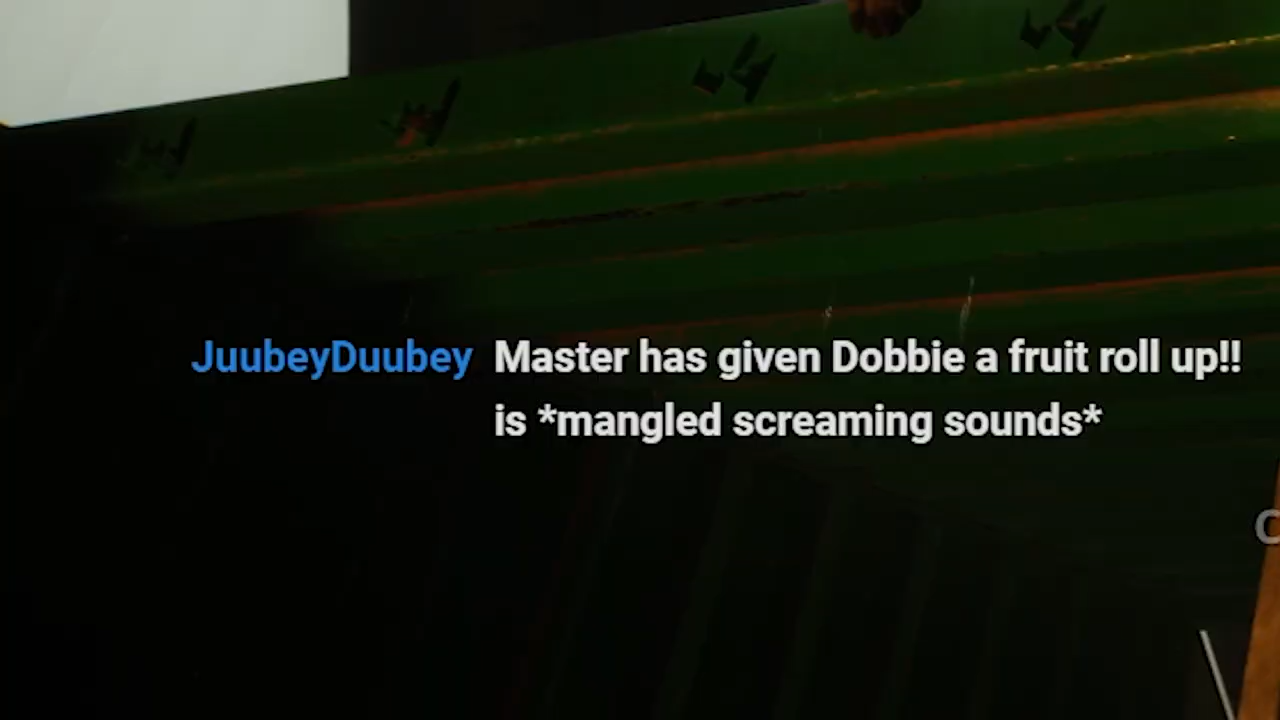 JuubeyDuubey Master has given Dobbie a fruit roll up!!
is *mangled screaming sounds*